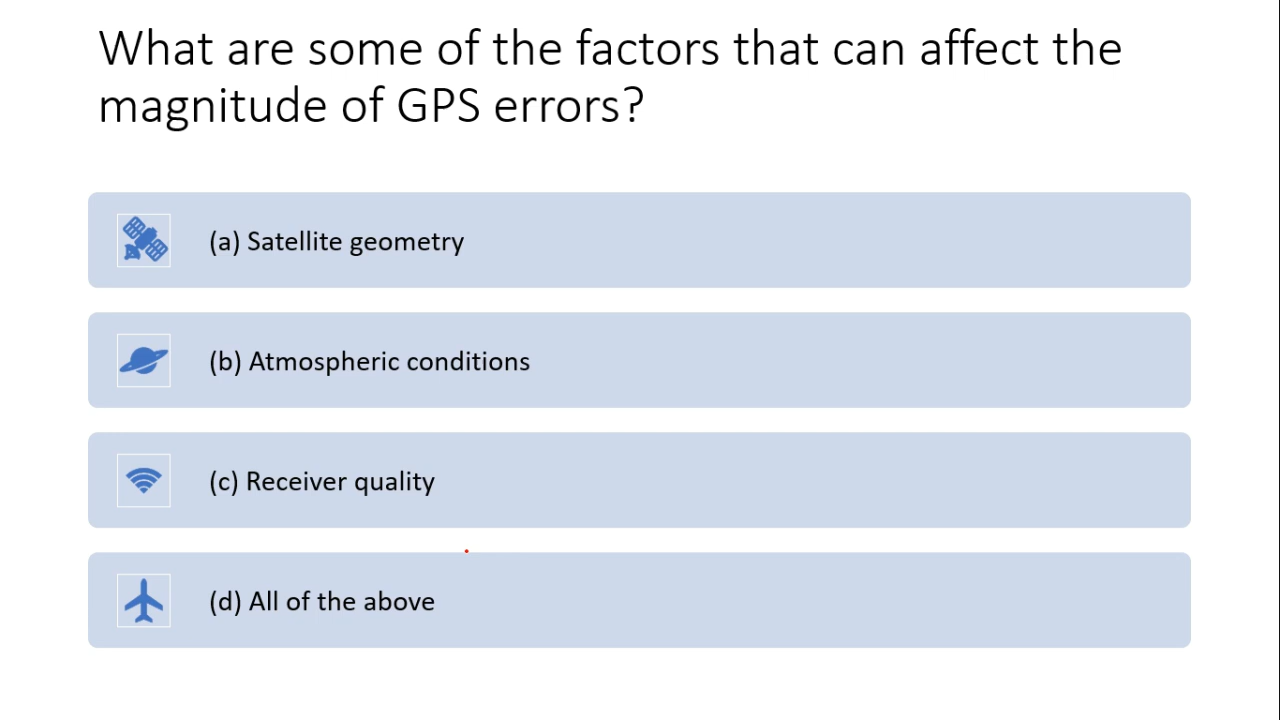 What are some of the factors that can affect the
magnitude of GPS errors?
(a) Satellite geometry
(b) Atmospheric conditions
(c) Receiver quality
(d) All of the above